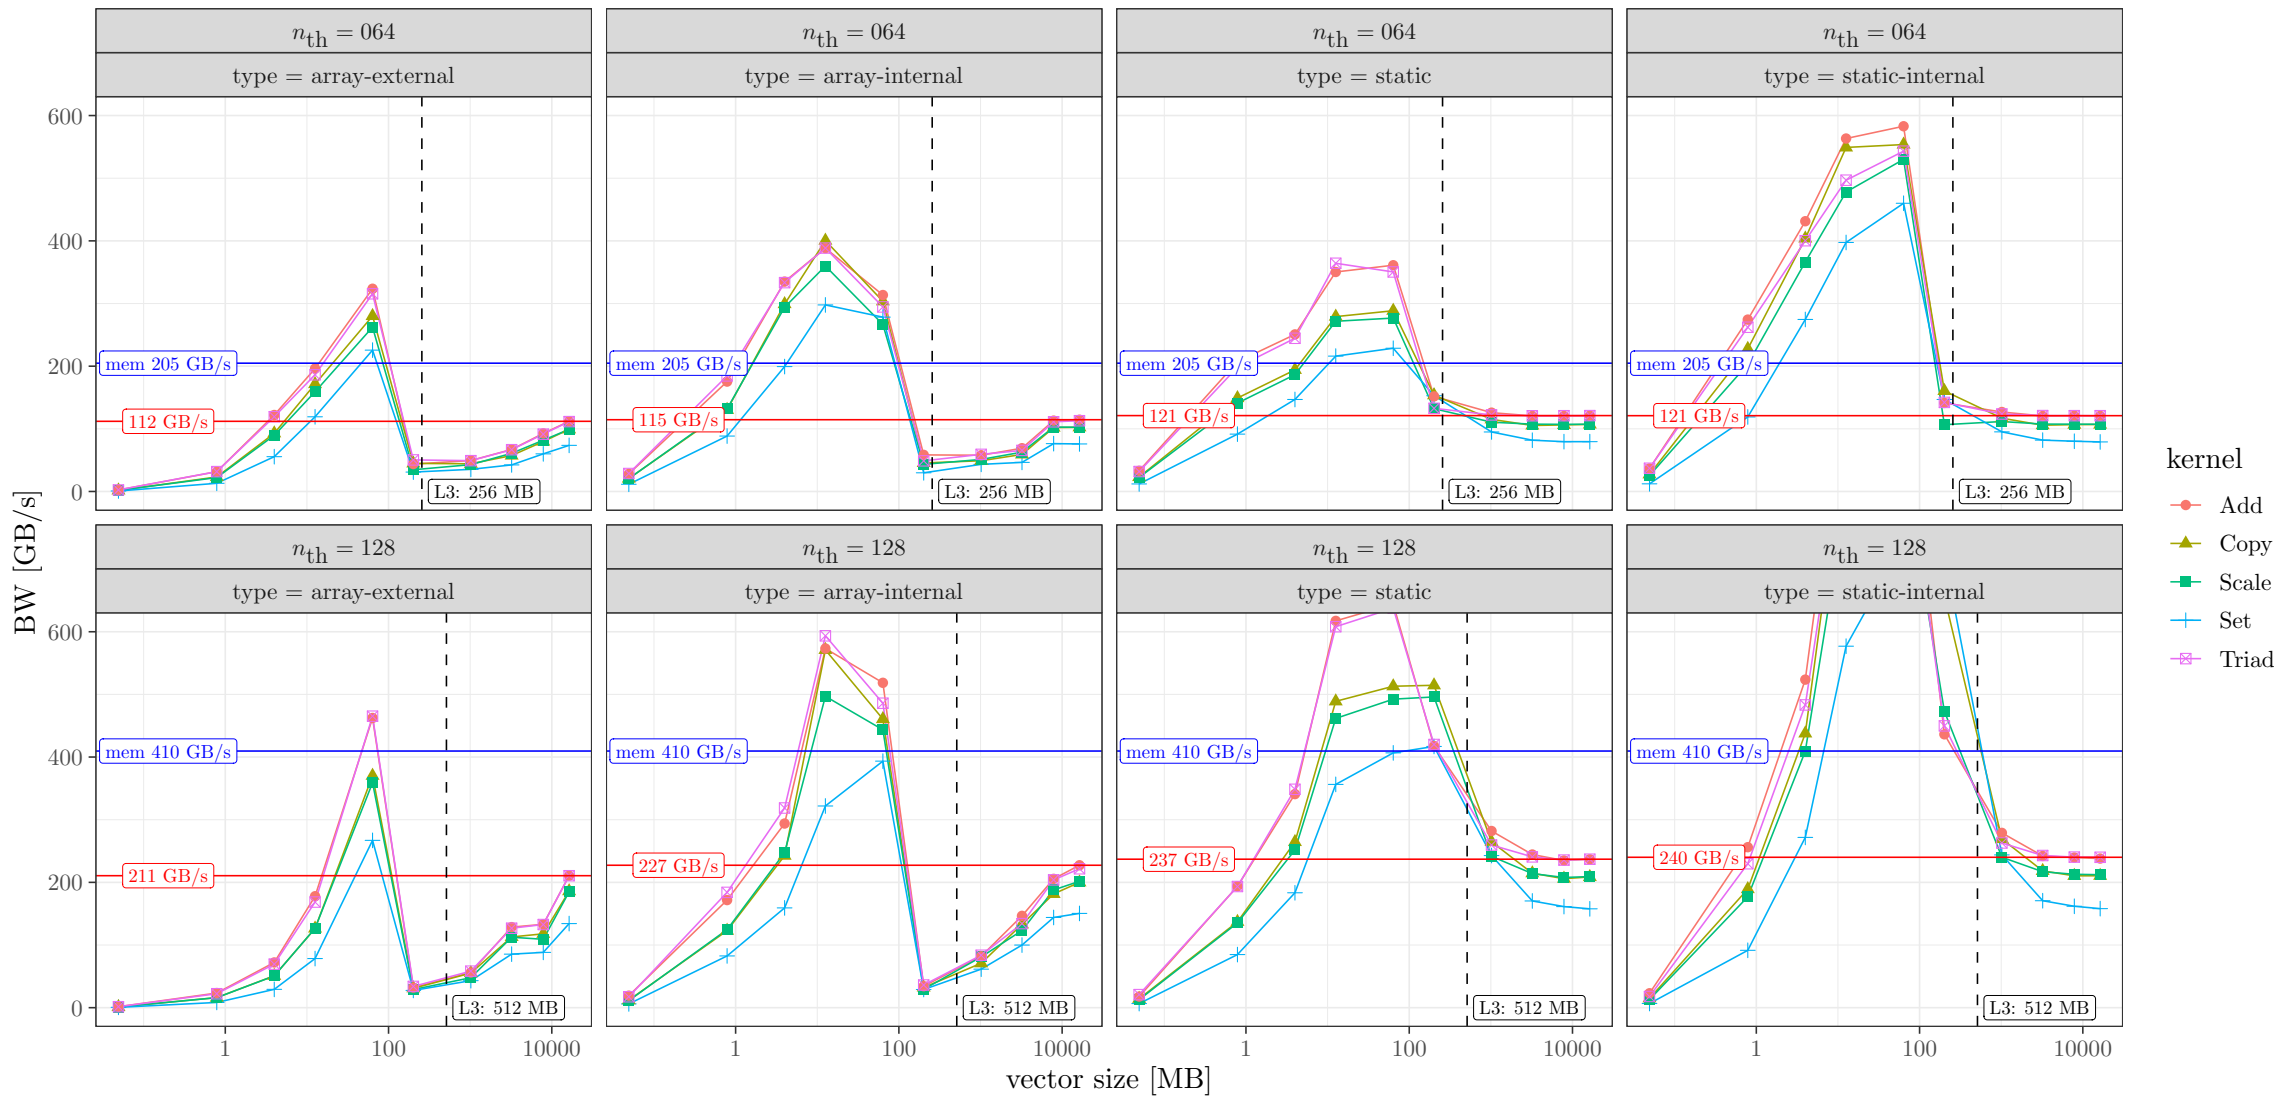 n_th = 064
n_th = 064
n_th = 064
n_th = 064
type = array-external
type = array-internal
type = static
type = static-internal
600
400
200
0
mem 205 GB/s
112 GB/s
L3: 256 MB
mem 205 GB/s
115 GB/s
L3: 256 MB
mem 205 GB/s
121 GB/s
L3: 256 MB
mem 205 GB/s
121 GB/s
L3: 256 MB
n_th = 128
n_th = 128
n_th = 128
n_th = 128
type = array-external
type = array-internal
type = static
type = static-internal
600
400
200
0
mem 410 GB/s
211 GB/s
L3: 512 MB
mem 410 GB/s
227 GB/s
L3: 512 MB
mem 410 GB/s
237 GB/s
L3: 512 MB
mem 410 GB/s
240 GB/s
L3: 512 MB
1 100 10000
1 100 10000
1 100 10000
1 100 10000
vector size [MB]
BW [GB/s]
kernel
Add
Copy
Scale
Set
Triad